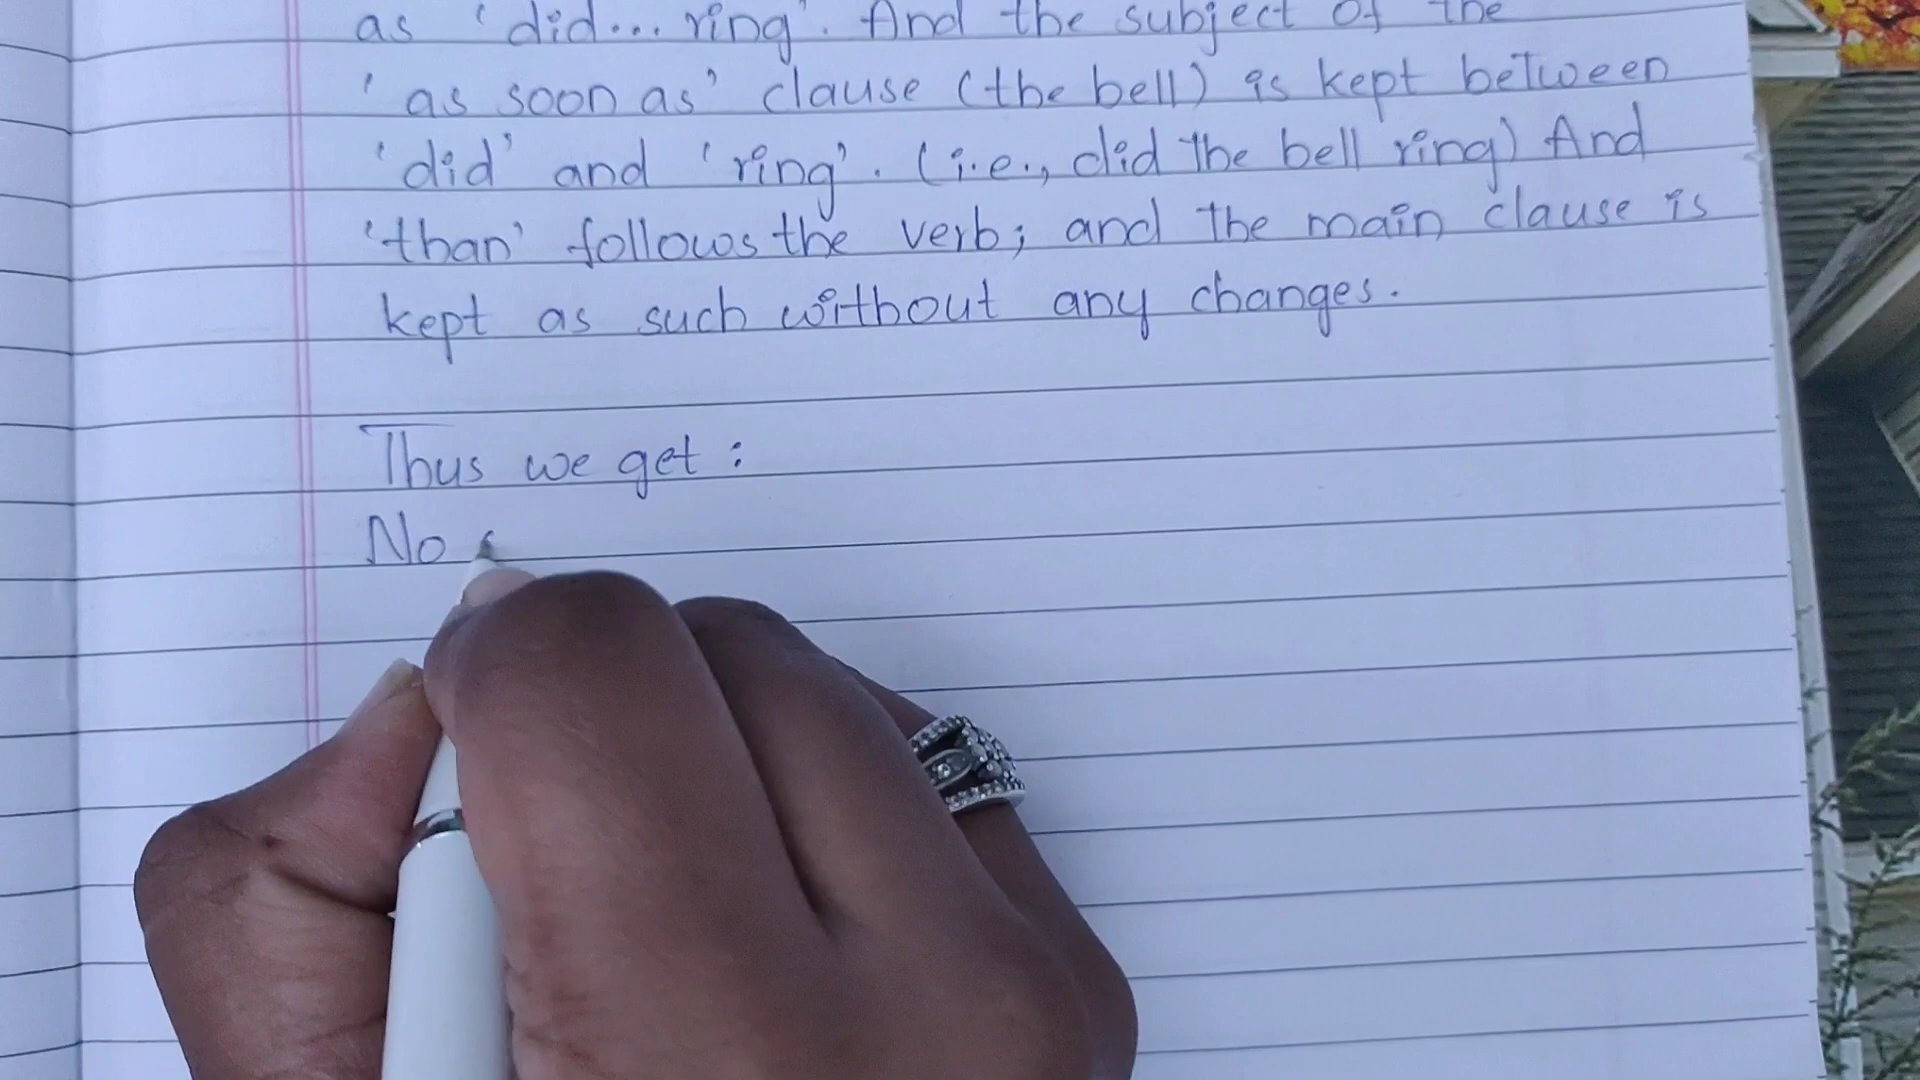 as 'did... ring'. And the subject of the
'as soon as' clause (the bell) is kept between
'did' and 'ring'. (i.e., did the bell ring) And
'than' follows the verb; and the main clause is
kept as such without any changes.
Thus we get :
No s